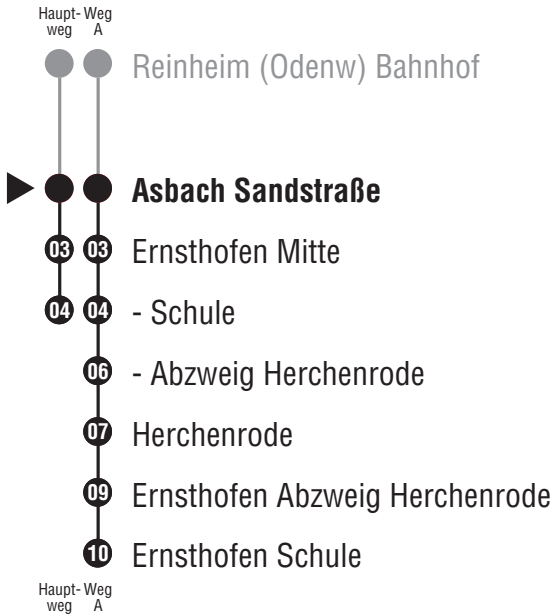 Haupt- Weg
weg A
Reinheim (Odenw) Bahnhof
Asbach Sandstraße
03 03 Ernsthofen Mitte
04 04 - Schule
06 - Abzweig Herchenrode
07 Herchenrode
09 Ernsthofen Abzweig Herchenrode
10 Ernsthofen Schule
Haupt- Weg
weg A